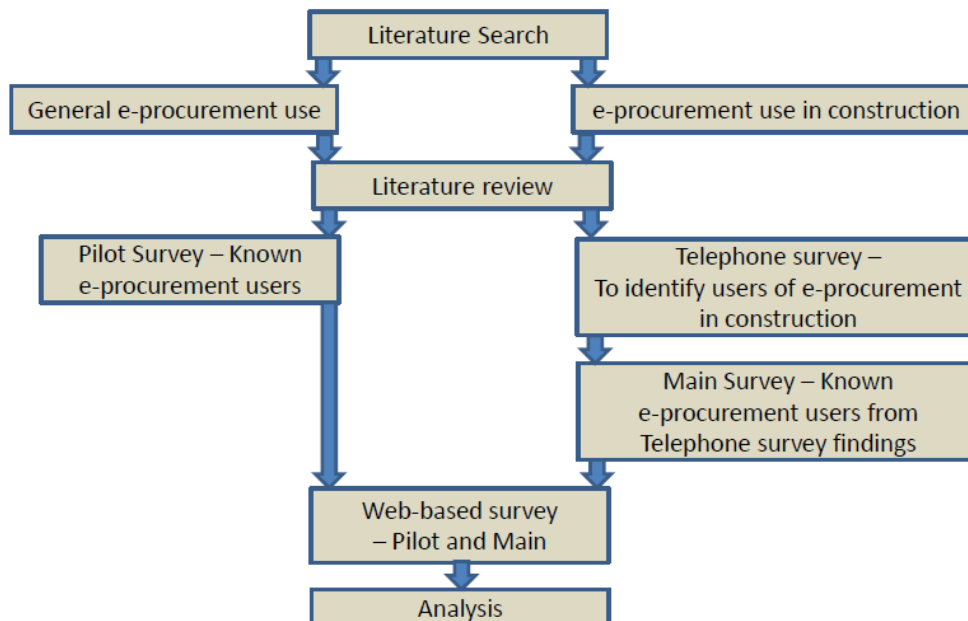 Literature Search
General e-procurement use
e-procurement use in construction
Literature review
Pilot Survey – Known
e-procurement users
Telephone survey –
To identify users of e-procurement
in construction
Main Survey – Known
e-procurement users from
Telephone survey findings
Web-based survey
– Pilot and Main
Analysis